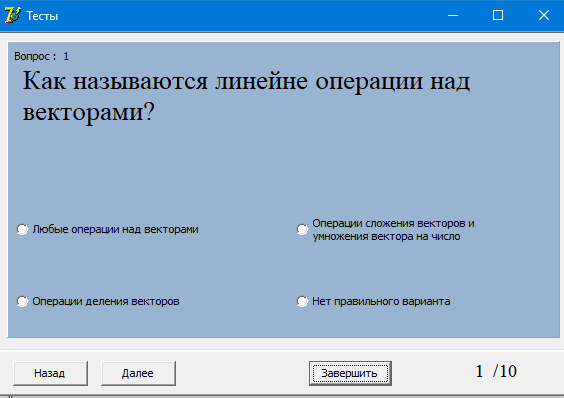 Тесты
Вопрос : 1
Как называются линейне операции над
векторами?
Любые операции над векторами
Операции сложения векторов и
умножения вектора на число
Операции деления векторов
Нет правильного варианта
Назад
Далее
Завершить
1 /10